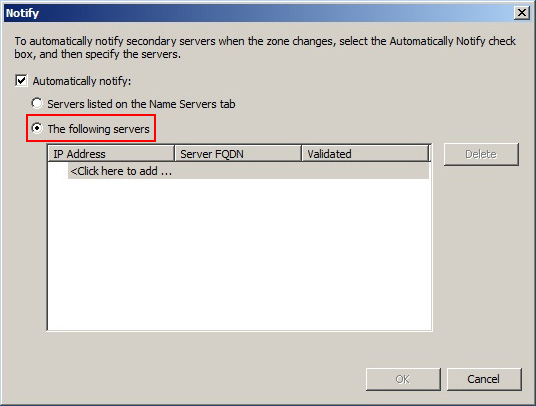 Notify
To automatically notify secondary servers when the zone changes, select the Automatically Notify check
box, and then specify the servers.
Automatically notify:
Servers listed on the Name Servers tab
The following servers
IP Address Server FQDN Validated
<Click here to add ...
Delete
OK Cancel